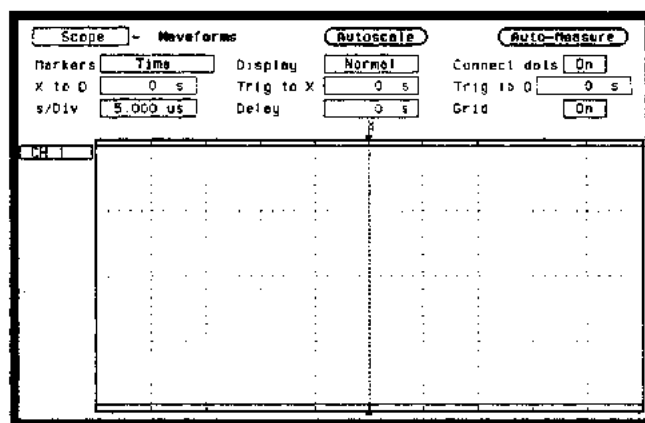 Scope - Waveforms Autoscale Auto-Measure
Markers Time Display Normal Connect dots On
X to O 0 s Trig to X 0 s Trig to O 0 s
s/Div 5.000 us Delay 0 s Grid On
X
CH 1